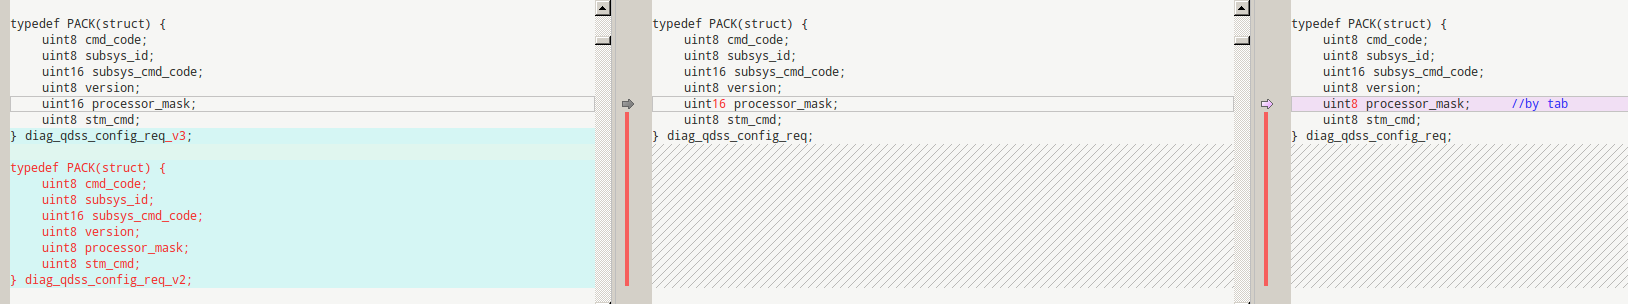 typedef PACK(struct) {
uint8 cmd_code;
uint8 subsys_id;
uint16 subsys_cmd_code;
uint8 version;
uint16 processor_mask;
uint8 stm_cmd;
} diag_qdss_config_req_v3;
typedef PACK(struct) {
uint8 cmd_code;
uint8 subsys_id;
uint16 subsys_cmd_code;
uint8 version;
uint8 processor_mask;
uint8 stm_cmd;
} diag_qdss_config_req_v2;
typedef PACK(struct) {
uint8 cmd_code;
uint8 subsys_id;
uint16 subsys_cmd_code;
uint8 version;
uint16 processor_mask;
uint8 stm_cmd;
} diag_qdss_config_req;
typedef PACK(struct) {
uint8 cmd_code;
uint8 subsys_id;
uint16 subsys_cmd_code;
uint8 version;
uint8 processor_mask; //by tab
uint8 stm_cmd;
} diag_qdss_config_req;